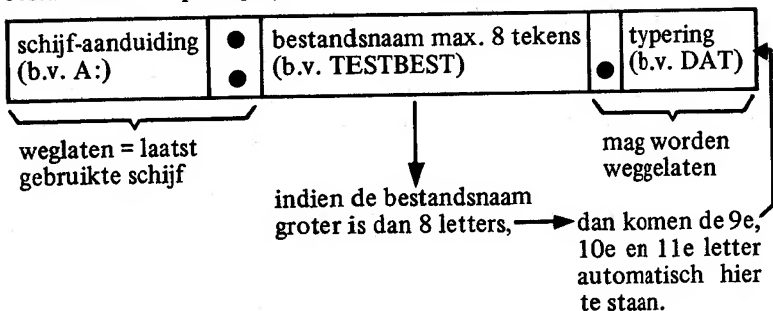 schijf-aanduiding
(b.v. A:)
:
bestandsnaam max. 8 tekens
(b.v. TESTBEST)
.
typering
(b.v. DAT)
weglaten = laatst
gebruikte schijf
mag worden
weggelaten
indien de bestandsnaam
groter is dan 8 letters,
dan komen de 9e,
10e en 11e letter
automatisch hier
te staan.